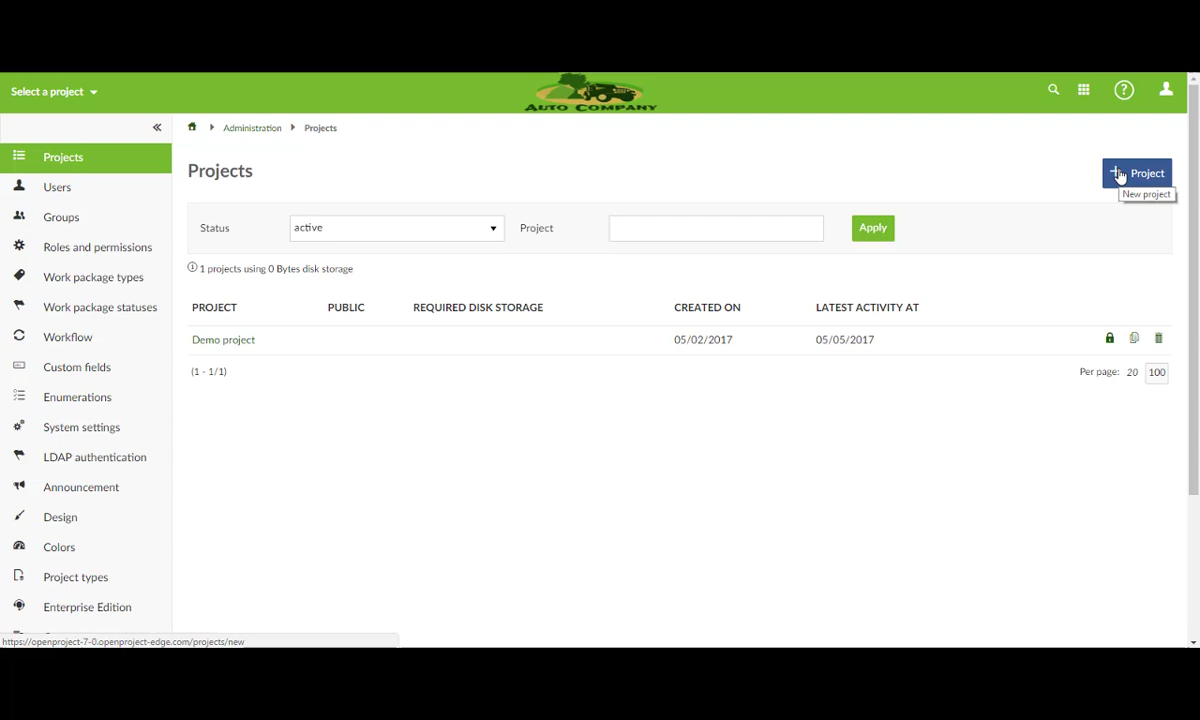 Select a project
AUTO COMPANY
?
«
Administration Projects
Projects
Users
Groups
Roles and permissions
Work package types
Work package statuses
Workflow
Custom fields
Enumerations
System settings
LDAP authentication
Announcement
Design
Colors
Project types
Enterprise Edition
Projects
+ Project
New project
Status active Project Apply
1 projects using 0 Bytes disk storage
PROJECT PUBLIC REQUIRED DISK STORAGE CREATED ON LATEST ACTIVITY AT
Demo project 05/02/2017 05/05/2017
(1 - 1/1) Per page: 20 100
https://openproject-7-0.openproject-edge.com/projects/new